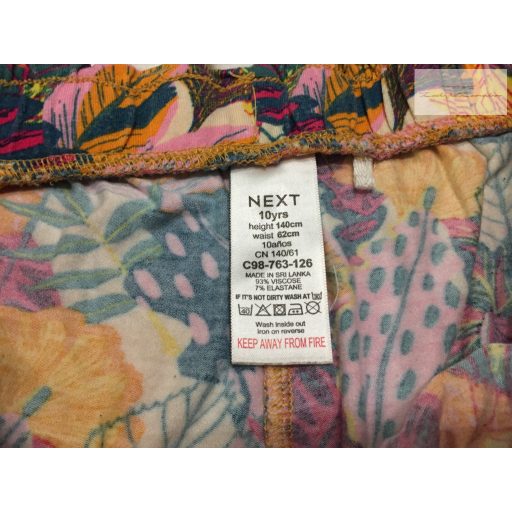 NEXT
10yrs
height 140cm
waist 62cm
10años
CN 140/61
C98-763-126
MADE IN SRI LANKA
93% VISCOSE
7% ELASTANE
IF IT'S NOT DIRTY WASH AT
40
Wash inside out
Iron on reverse
KEEP AWAY FROM FIRE